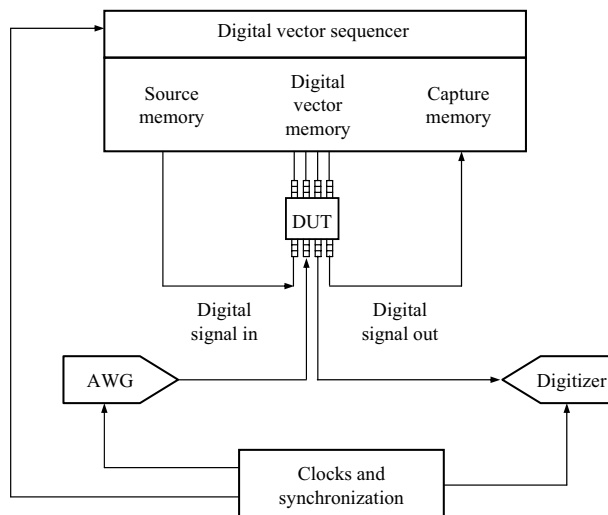 Digital vector sequencer
Source
memory
Digital
vector
memory
Capture
memory
DUT
Digital
signal in
Digital
signal out
AWG
Digitizer
Clocks and
synchronization